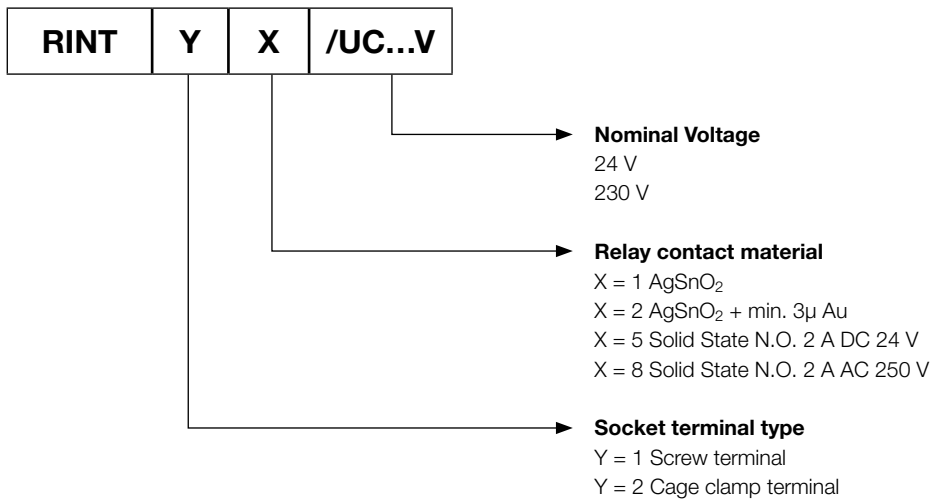 RINT Y X /UC...V
Nominal Voltage
24 V
230 V
Relay contact material
X = 1 AgSnO₂
X = 2 AgSnO₂ + min. 3µ Au
X = 5 Solid State N.O. 2 A DC 24 V
X = 8 Solid State N.O. 2 A AC 250 V
Socket terminal type
Y = 1 Screw terminal
Y = 2 Cage clamp terminal